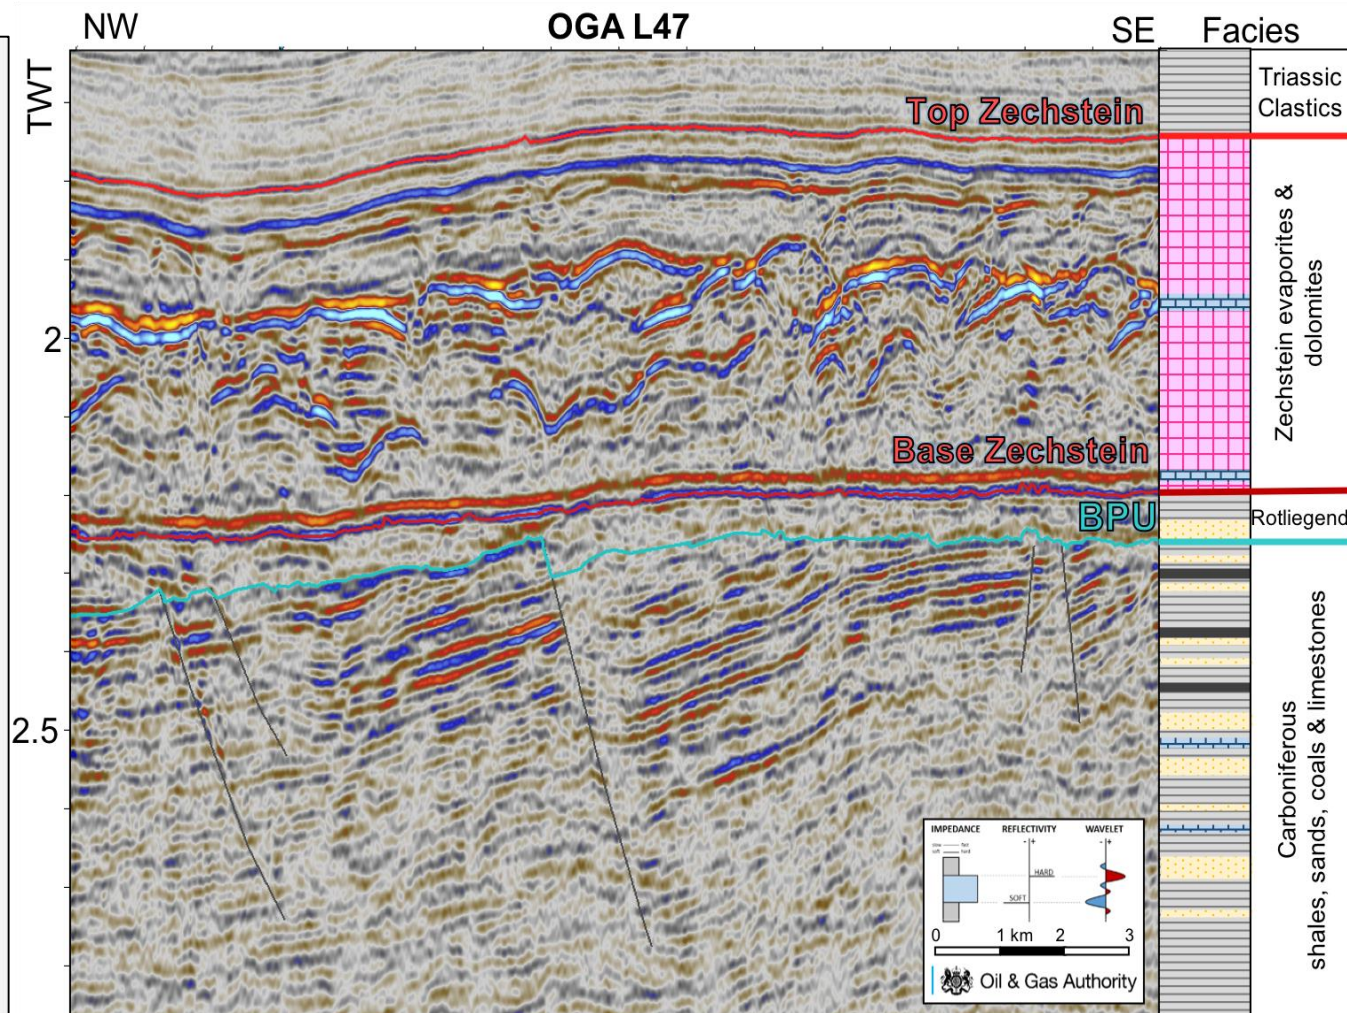 NW
OGA L47
SE
Facies
TWT
Top Zechstein
Triassic
Clastics
Zechstein evaporites &
dolomites
2
Base Zechstein
BPU
Rotliegend
Carboniferous
shales, sands, coals & limestones
2.5
IMPEDANCE
REFLECTIVITY
WAVELET
- +
- +
HARD
SOFT
0 1 km 2 3
Oil & Gas Authority